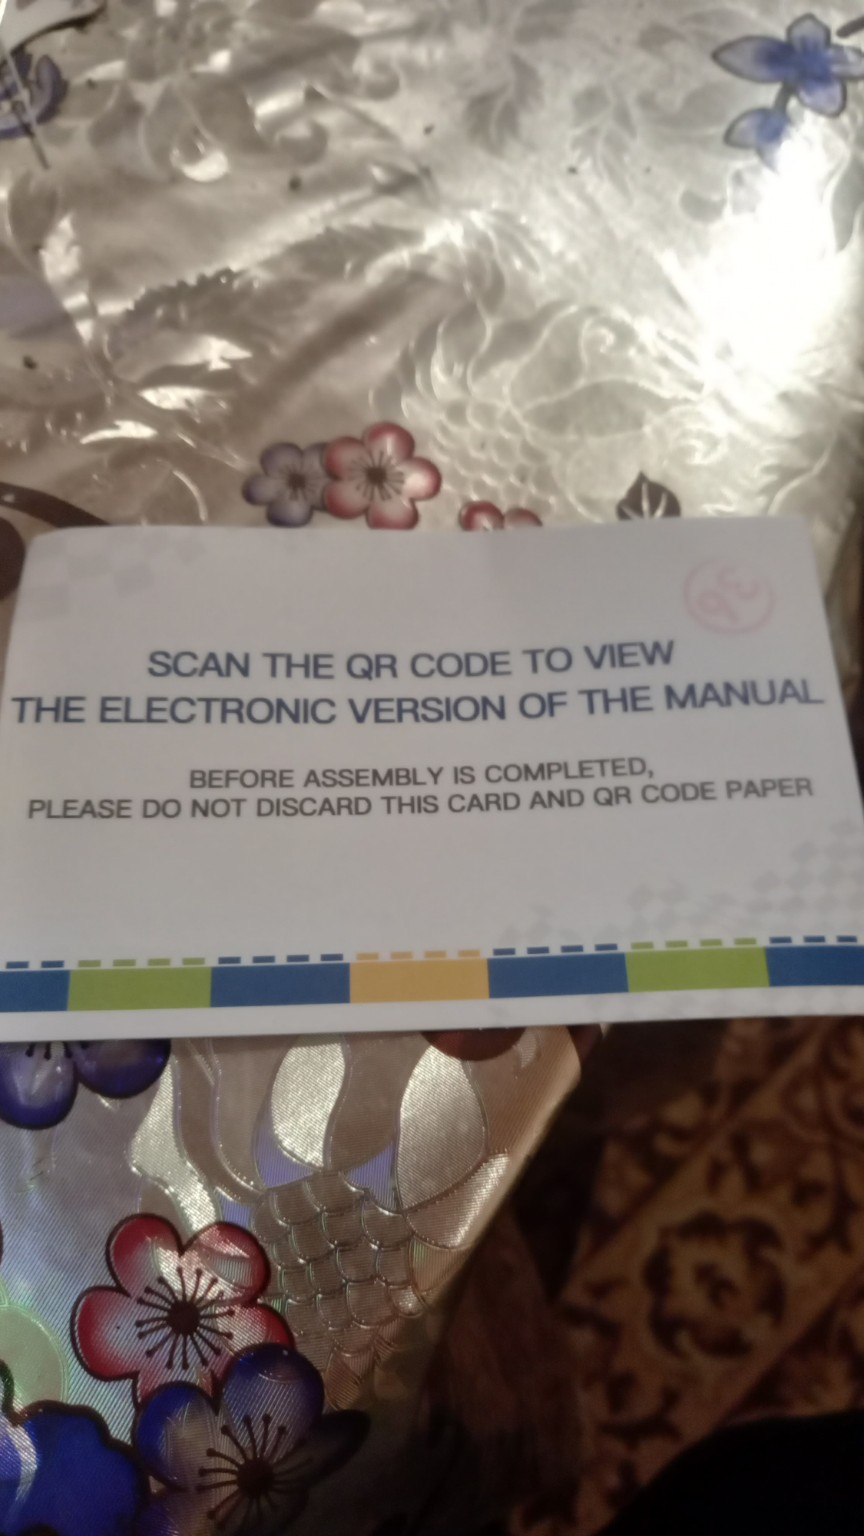 SCAN THE QR CODE TO VIEW
THE ELECTRONIC VERSION OF THE MANUAL
BEFORE ASSEMBLY IS COMPLETED,
PLEASE DO NOT DISCARD THIS CARD AND QR CODE PAPER